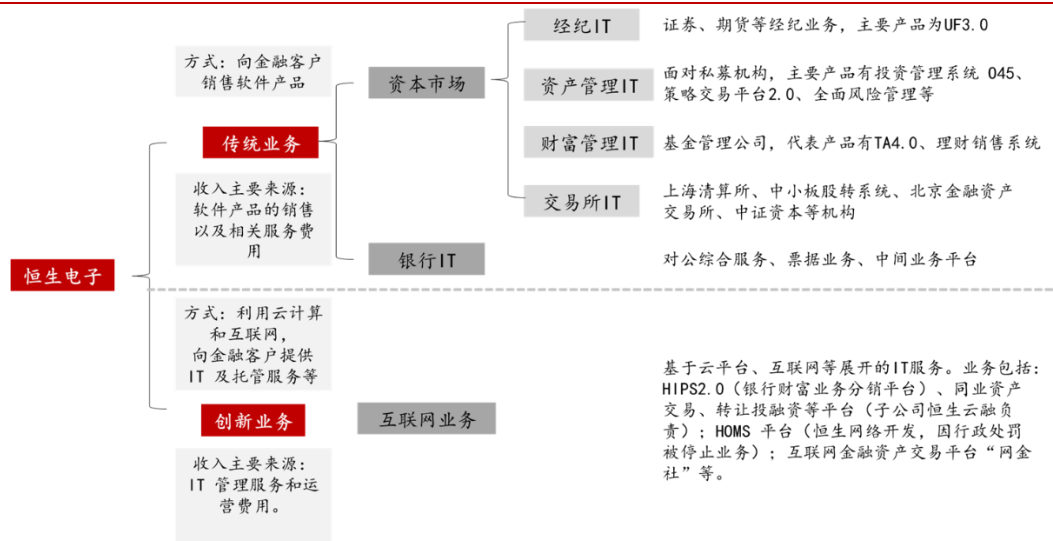 恒生电子
方式：向金融客户
销售软件产品
传统业务
收入主要来源：
软件产品的销售
以及相关服务费
用
资本市场
经纪IT
证券、期货等经纪业务，主要产品为UF3.0
资产管理IT
面对私募机构，主要产品有投资管理系统 O45、
策略交易平台2.0、全面风险管理等
财富管理IT
基金管理公司，代表产品有TA4.0、理财销售系统
交易所IT
上海清算所、中小板股转系统、北京金融资产
交易所、中证资本等机构
银行IT
对公综合服务、票据业务、中间业务平台
方式：利用云计算
和互联网，
向金融客户提供
IT 及托管服务等
创新业务
收入主要来源：
IT 管理服务和运
营费用。
互联网业务
基于云平台、互联网等展开的IT服务。业务包括：
HIPS2.0（银行财富业务分销平台）、同业资产
交易、转让投融资等平台（子公司恒生云融负
责）；HOMS 平台（恒生网络开发，因行政处罚
被停止业务）；互联网金融资产交易平台“网金
社”等。